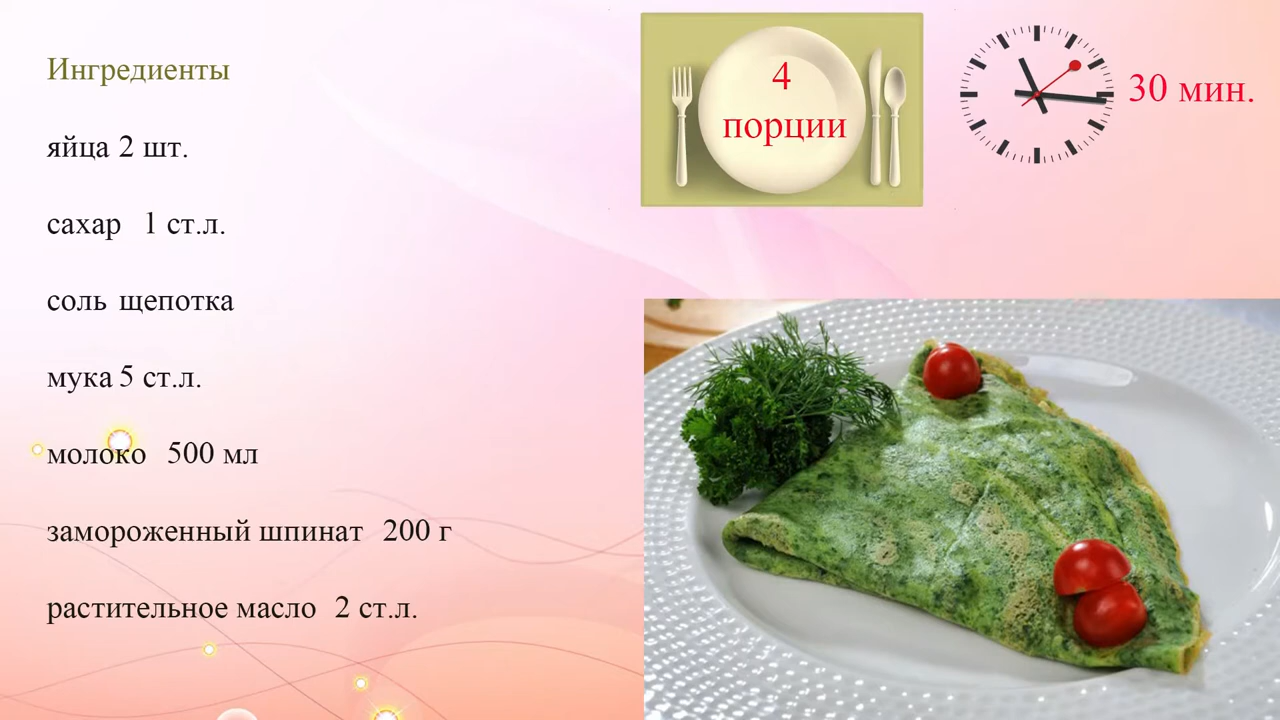 Ингредиенты
яйца 2 шт.
сахар 1 ст.л.
соль щепотка
мука 5 ст.л.
молоко 500 мл
замороженный шпинат 200 г
растительное масло 2 ст.л.
4
порции
30 мин.